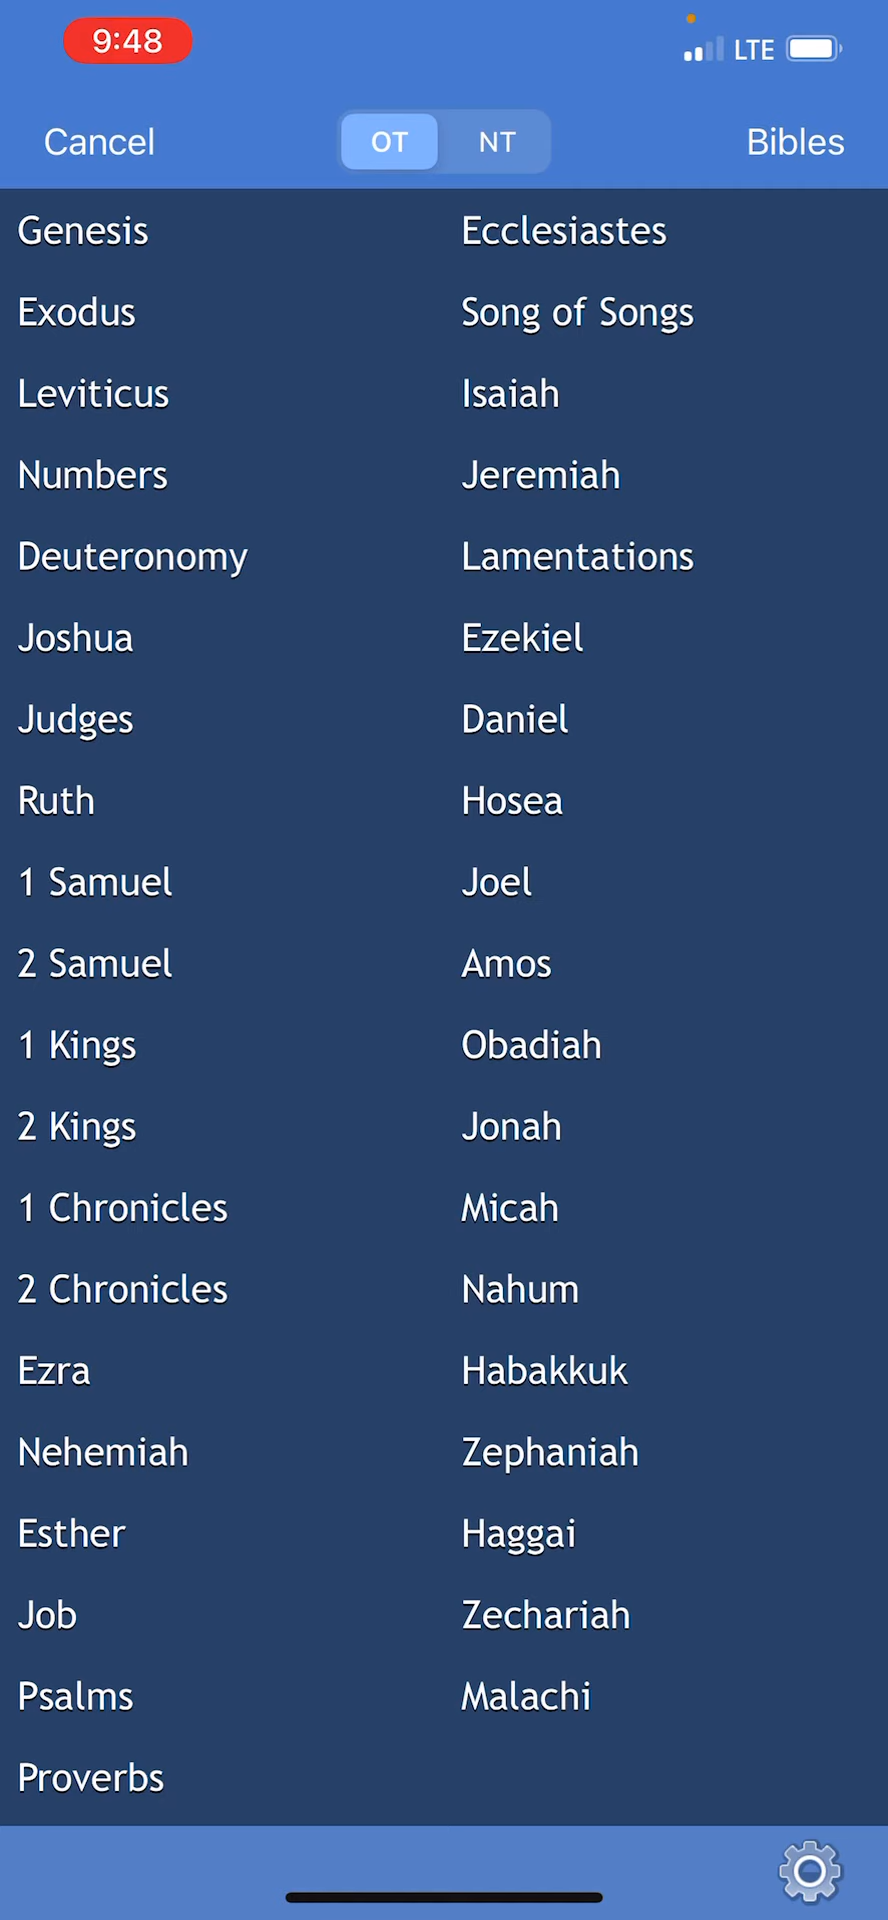 9:48
LTE
Cancel
OT
NT
Bibles
Genesis
Exodus
Leviticus
Numbers
Deuteronomy
Joshua
Judges
Ruth
1 Samuel
2 Samuel
1 Kings
2 Kings
1 Chronicles
2 Chronicles
Ezra
Nehemiah
Esther
Job
Psalms
Proverbs
Ecclesiastes
Song of Songs
Isaiah
Jeremiah
Lamentations
Ezekiel
Daniel
Hosea
Joel
Amos
Obadiah
Jonah
Micah
Nahum
Habakkuk
Zephaniah
Haggai
Zechariah
Malachi